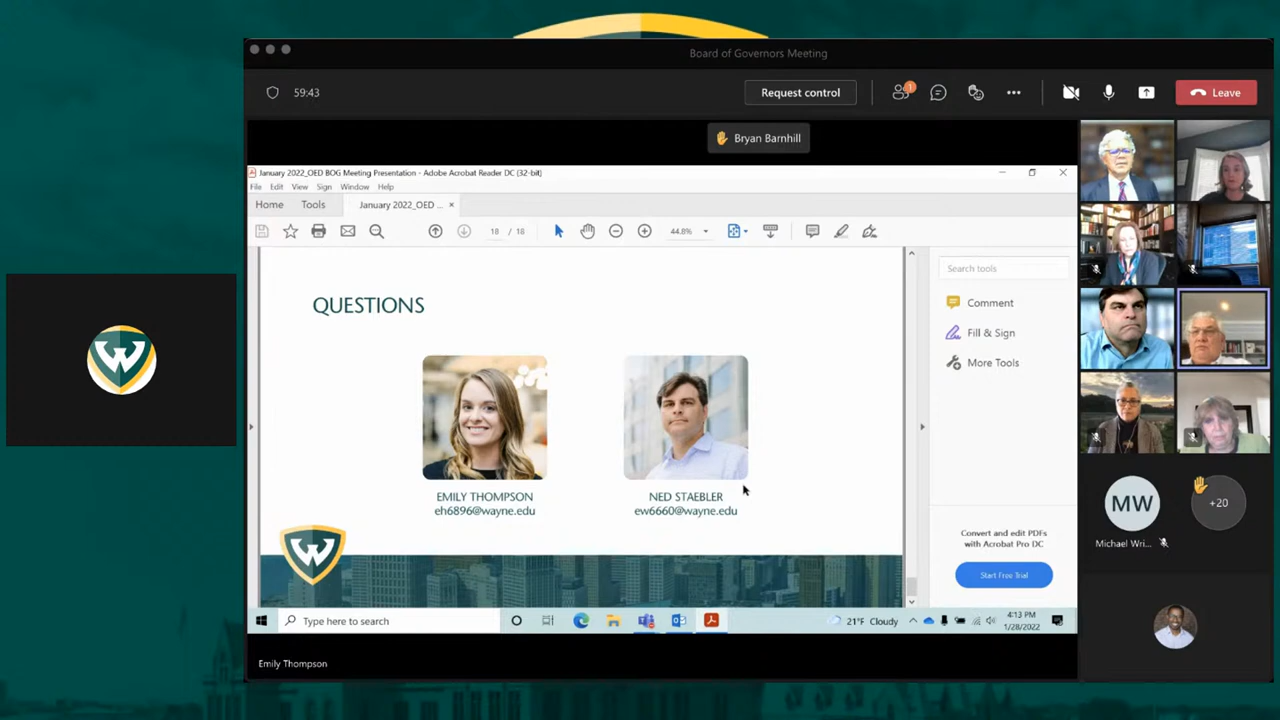 Board of Governors Meeting
59:43
Request control
1
Leave
Bryan Barnhill
January 2022_OED BOG Meeting Presentation - Adobe Acrobat Reader DC (32-bit)
File Edit View Sign Window Help
Home Tools January 2022_OED ... ×
18 / 18 44.8%
Search tools
Comment
Fill & Sign
More Tools
QUESTIONS
EMILY THOMPSON
eh6896@wayne.edu
NED STAEBLER
ew6660@wayne.edu
W
Convert and edit PDFs
with Acrobat Pro DC
Start Free Trial
Type here to search
21°F Cloudy
4:13 PM
1/28/2022
Emily Thompson
MW
Michael Wri...
+20
W